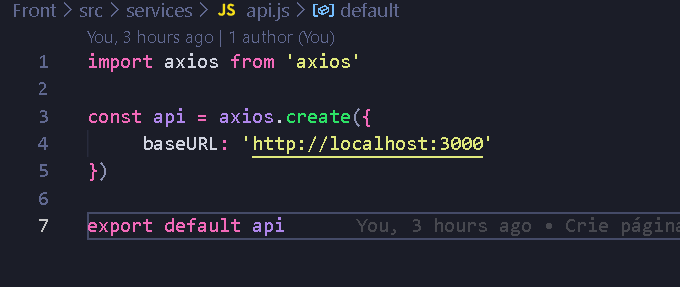 Front > src > services > JS api.js > default
You, 3 hours ago | 1 author (You)
1 import axios from 'axios'
2
3 const api = axios.create({
4 baseURL: 'http://localhost:3000'
5 })
6
7 export default api You, 3 hours ago • Crie página